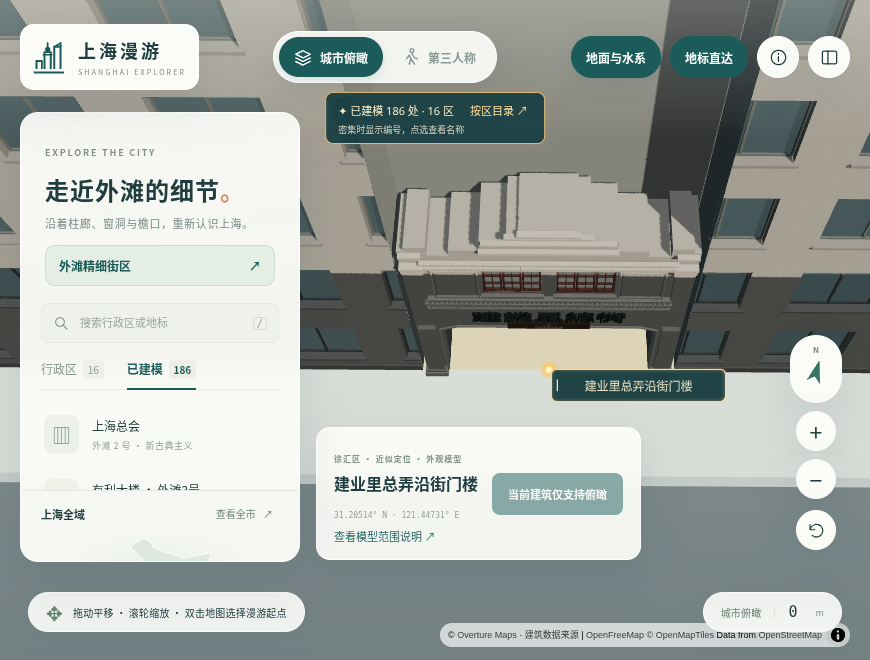 上海漫游
SHANGHAI EXPLORER
城市俯瞰
第三人称
地面与水系
地标直达
✦ 已建模 186 处 · 16 区 按区目录 ↗
密集时显示编号，点选查看名称
EXPLORE THE CITY
走近外滩的细节。
沿着柱廊、窗洞与檐口，重新认识上海。
外滩精细街区 ↗
搜索行政区或地标 /
行政区 16 已建模 186
上海总会
外滩 2 号 · 新古典主义
有利大楼 · 外滩3号
上海全域 查看全市 ↗
建业里总弄沿街门楼
徐汇区 · 近似定位 · 外观模型
建业里总弄沿街门楼
当前建筑仅支持俯瞰
31.20514° N · 121.44731° E
查看模型范围说明 ↗
N
+
−
拖动平移 · 滚轮缩放 · 双击地图选择漫游起点
城市俯瞰 0 m
© Overture Maps · 建筑数据来源 | OpenFreeMap © OpenMapTiles Data from OpenStreetMap